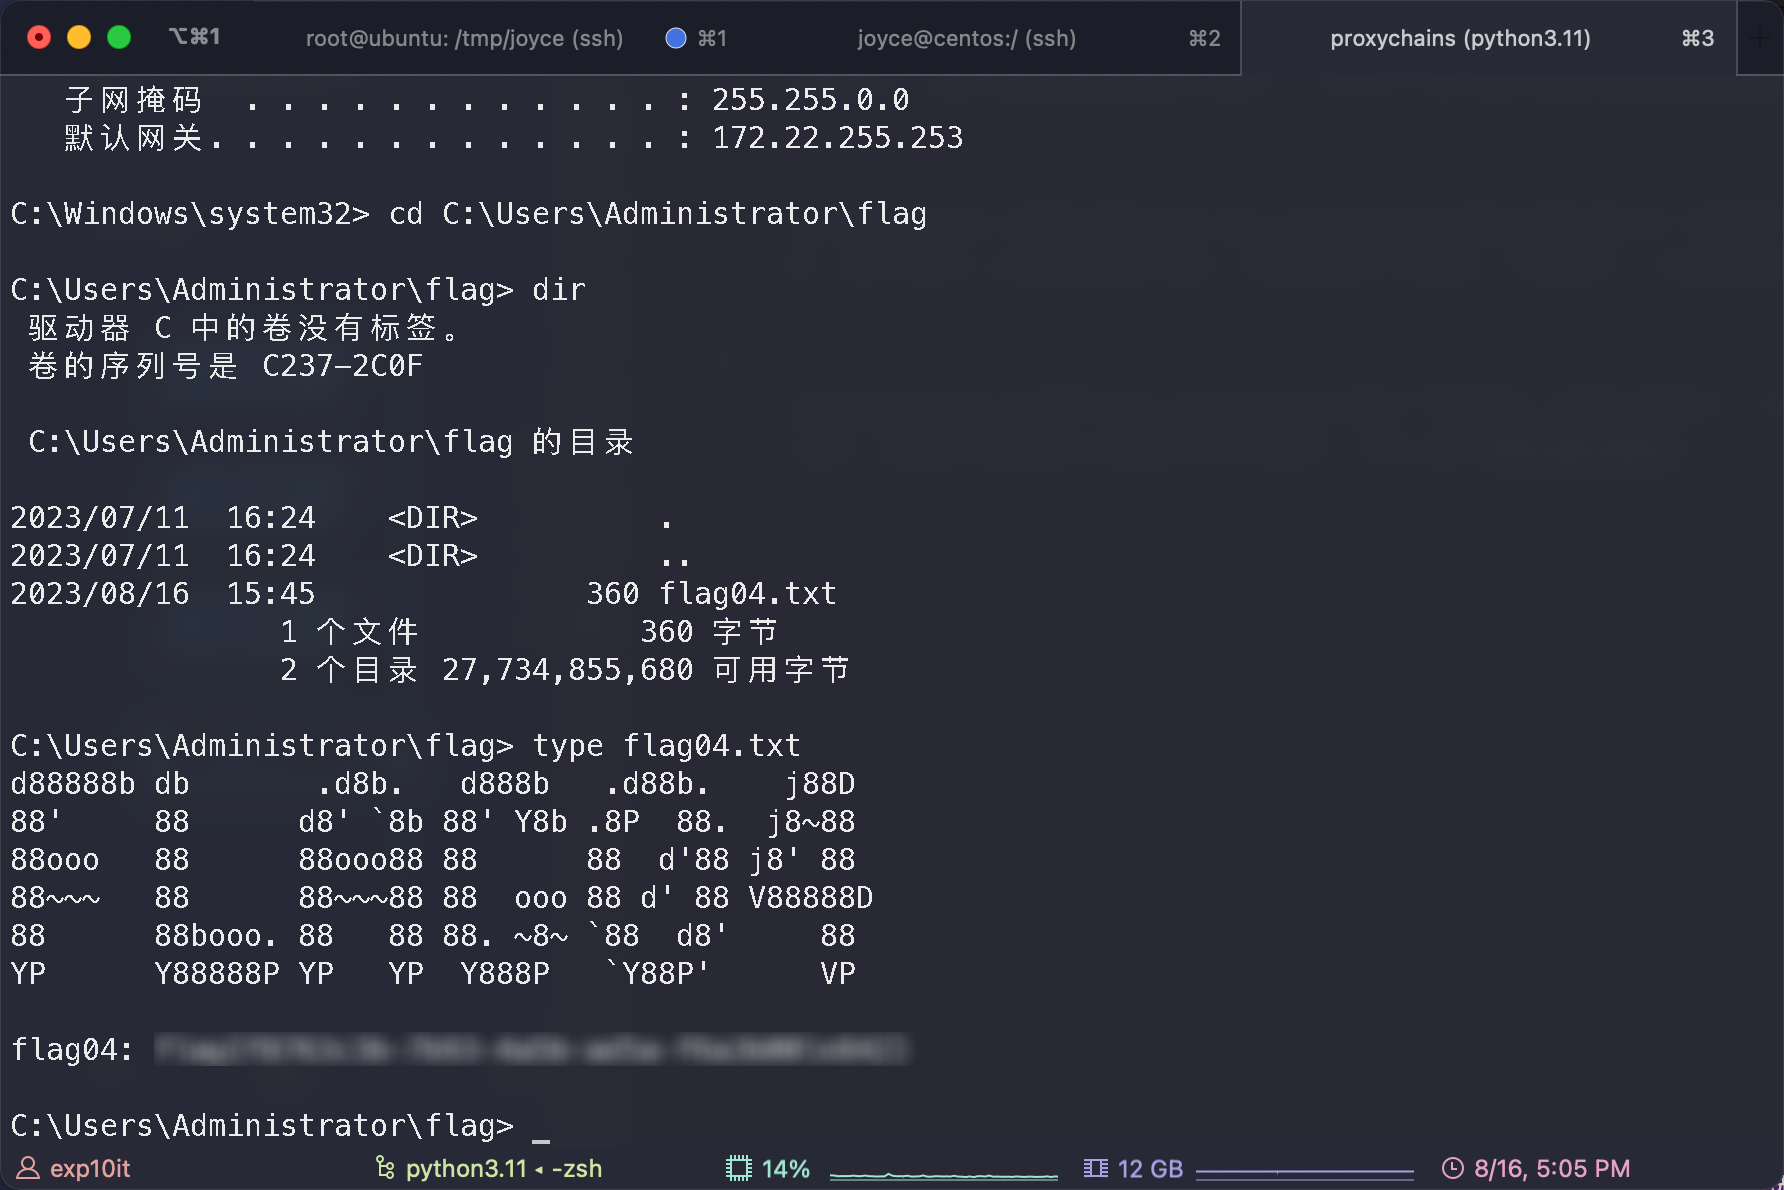 ⌥⌘1 root@ubuntu: /tmp/joyce (ssh) ⌘1 joyce@centos:/ (ssh) ⌘2 proxychains (python3.11) ⌘3 +
   子网掩码  . . . . . . . . . . . . : 255.255.0.0
   默认网关. . . . . . . . . . . . . : 172.22.255.253
C:\Windows\system32> cd C:\Users\Administrator\flag
C:\Users\Administrator\flag> dir
 驱动器 C 中的卷没有标签。
 卷的序列号是 C237-2C0F
 C:\Users\Administrator\flag 的目录
2023/07/11  16:24    <DIR>          .
2023/07/11  16:24    <DIR>          ..
2023/08/16  15:45               360 flag04.txt
               1 个文件            360 字节
               2 个目录 27,734,855,680 可用字节
C:\Users\Administrator\flag> type flag04.txt
d88888b db       .d8b.   d888b   .d88b.    j88D
88'     88      d8' `8b 88' Y8b .8P  88.  j8~88
88ooo   88      88ooo88 88      88  d'88 j8' 88
88~~~   88      88~~~88 88  ooo 88 d' 88 V88888D
88      88booo. 88   88 88. ~8~ `88  d8'     88
YP      Y88888P YP   YP  Y888P   `Y88P'      VP
flag04:
C:\Users\Administrator\flag> _
exp10it python3.11 ◂ -zsh 14% 12 GB 8/16, 5:05 PM